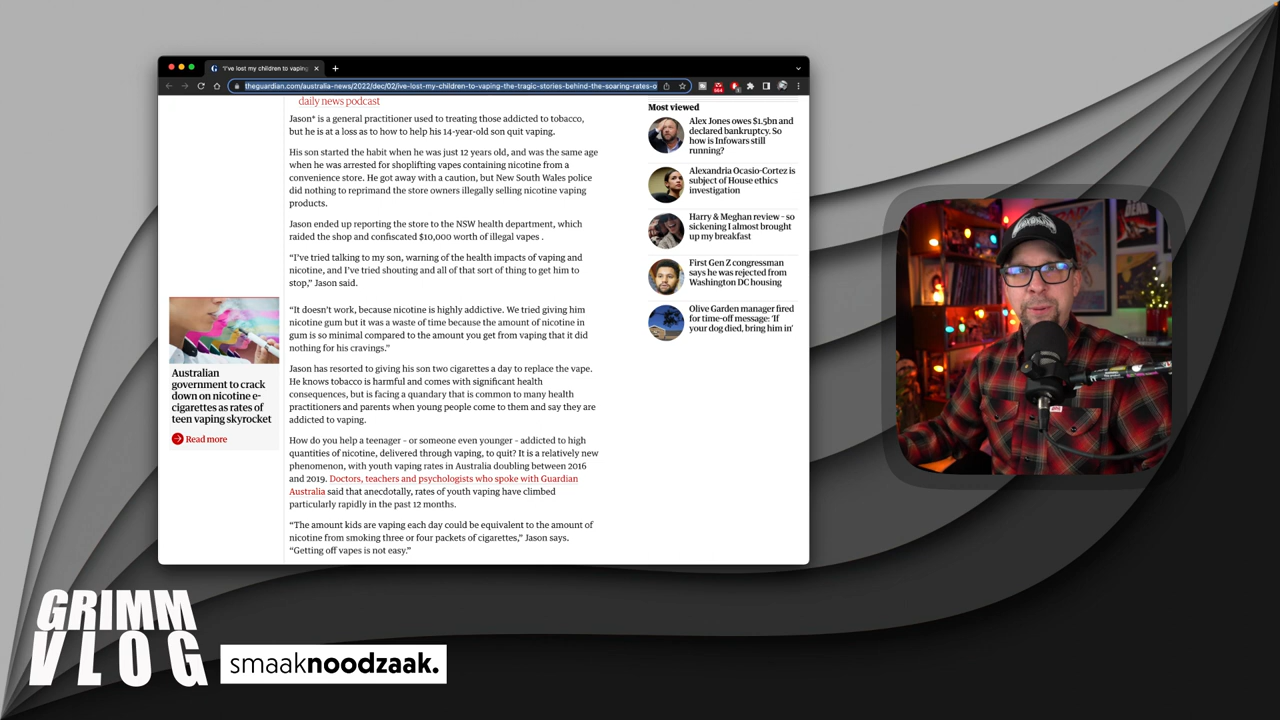 "I've lost my children to vaping
theguardian.com/australia-news/2022/dec/02/ive-lost-my-children-to-vaping-the-tragic-stories-behind-the-soaring-rates-o
daily news podcast
Jason* is a general practitioner used to treating those addicted to tobacco,
but he is at a loss as to how to help his 14-year-old son quit vaping.
His son started the habit when he was just 12 years old, and was the same age
when he was arrested for shoplifting vapes containing nicotine from a
convenience store. He got away with a caution, but New South Wales police
did nothing to reprimand the store owners illegally selling nicotine vaping
products.
Jason ended up reporting the store to the NSW health department, which
raided the shop and confiscated $10,000 worth of illegal vapes .
“I’ve tried talking to my son, warning of the health impacts of vaping and
nicotine, and I’ve tried shouting and all of that sort of thing to get him to
stop,” Jason said.
“It doesn’t work, because nicotine is highly addictive. We tried giving him
nicotine gum but it was a waste of time because the amount of nicotine in
gum is so minimal compared to the amount you get from vaping that it did
nothing for his cravings.”
Jason has resorted to giving his son two cigarettes a day to replace the vape.
He knows tobacco is harmful and comes with significant health
consequences, but is facing a quandary that is common to many health
practitioners and parents when young people come to them and say they are
addicted to vaping.
How do you help a teenager – or someone even younger – addicted to high
quantities of nicotine, delivered through vaping, to quit? It is a relatively new
phenomenon, with youth vaping rates in Australia doubling between 2016
and 2019. Doctors, teachers and psychologists who spoke with Guardian
Australia said that anecdotally, rates of youth vaping have climbed
particularly rapidly in the past 12 months.
“The amount kids are vaping each day could be equivalent to the amount of
nicotine from smoking three or four packets of cigarettes,” Jason says.
“Getting off vapes is not easy.”
Australian
government to crack
down on nicotine e-
cigarettes as rates of
teen vaping skyrocket
Read more
Most viewed
Alex Jones owes $1.5bn and
declared bankruptcy. So
how is Infowars still
running?
Alexandria Ocasio-Cortez is
subject of House ethics
investigation
Harry & Meghan review – so
sickening I almost brought
up my breakfast
First Gen Z congressman
says he was rejected from
Washington DC housing
Olive Garden manager fired
for time-off message: ‘If
your dog died, bring him in’
GRIMM
VLOG
smaaknoodzaak.